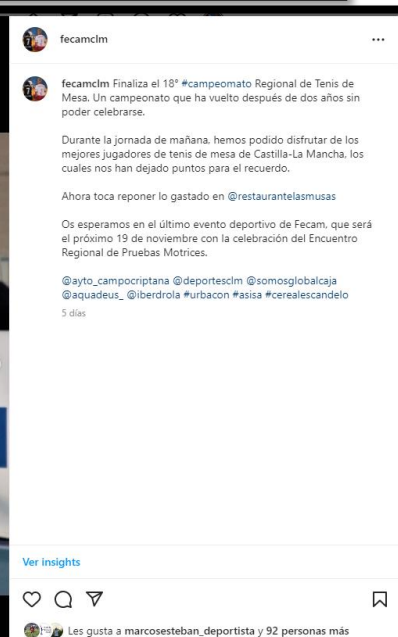 fecamclm
fecamclm Finaliza el 18° #campeomato Regional de Tenis de
Mesa. Un campeonato que ha vuelto después de dos años sin
poder celebrarse.
Durante la jornada de mañana, hemos podido disfrutar de los
mejores jugadores de tenis de mesa de Castilla-La Mancha, los
cuales nos han dejado puntos para el recuerdo.
Ahora toca reponer lo gastado en @restaurantelasmusas
Os esperamos en el último evento deportivo de Fecam, que será
el próximo 19 de noviembre con la celebración del Encuentro
Regional de Pruebas Motrices.
@ayto_campocriptana @deportesclm @somosglobalcaja
@aquadeus_ @iberdrola #urbacon #asisa #cerealescandelo
5 días
Ver insights
Les gusta a marcosesteban_deportista y 92 personas más